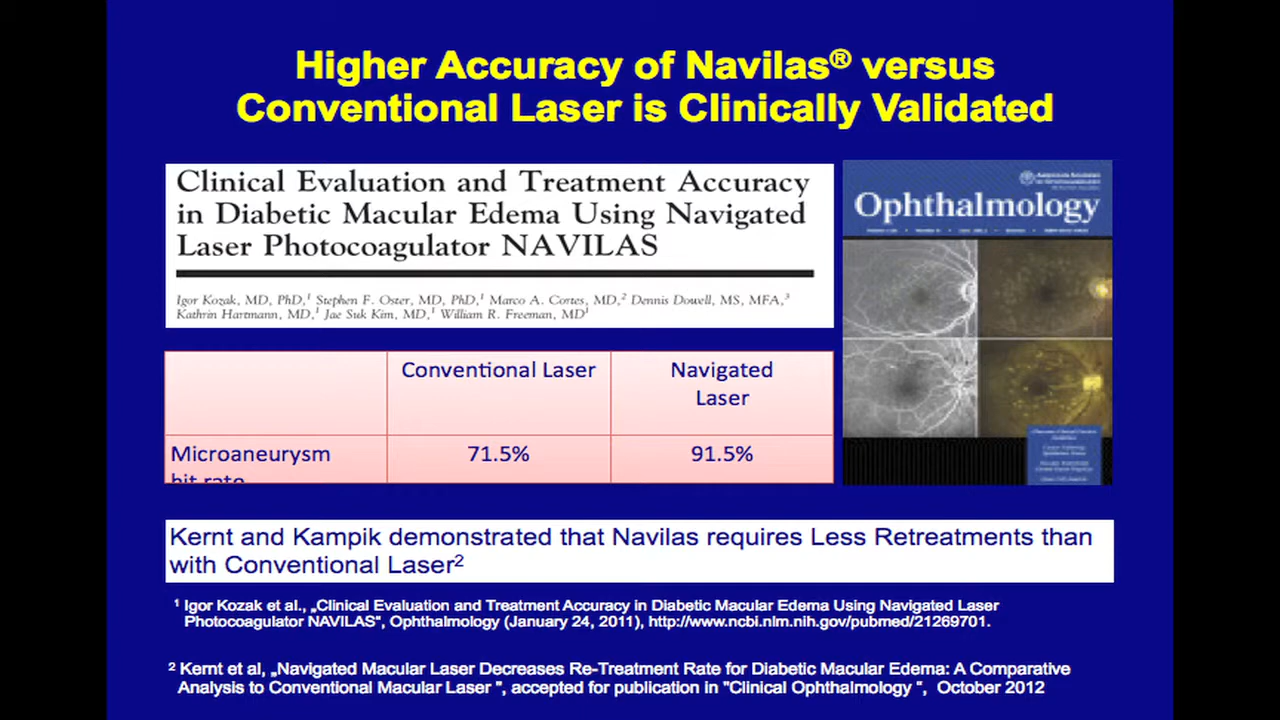 Higher Accuracy of Navilas® versus
Conventional Laser is Clinically Validated
Clinical Evaluation and Treatment Accuracy
in Diabetic Macular Edema Using Navigated
Laser Photocoagulator NAVILAS
Igor Kozak, MD, PhD,¹ Stephen F. Oster, MD, PhD,¹ Marco A. Cortes, MD,² Dennis Dowell, MS, MFA,³
Kathrin Hartmann, MD,¹ Jae Suk Kim, MD,¹ William R. Freeman, MD¹
Ophthalmology
Conventional Laser
Navigated
Laser
Microaneurysm
hit rate
71.5%
91.5%
Kernt and Kampik demonstrated that Navilas requires Less Retreatments than
with Conventional Laser²
¹ Igor Kozak et al., „Clinical Evaluation and Treatment Accuracy in Diabetic Macular Edema Using Navigated Laser
Photocoagulator NAVILAS", Ophthalmology (January 24, 2011), http://www.ncbi.nlm.nih.gov/pubmed/21269701.
² Kernt et al, „Navigated Macular Laser Decreases Re-Treatment Rate for Diabetic Macular Edema: A Comparative
Analysis to Conventional Macular Laser ", accepted for publication in "Clinical Ophthalmology ", October 2012